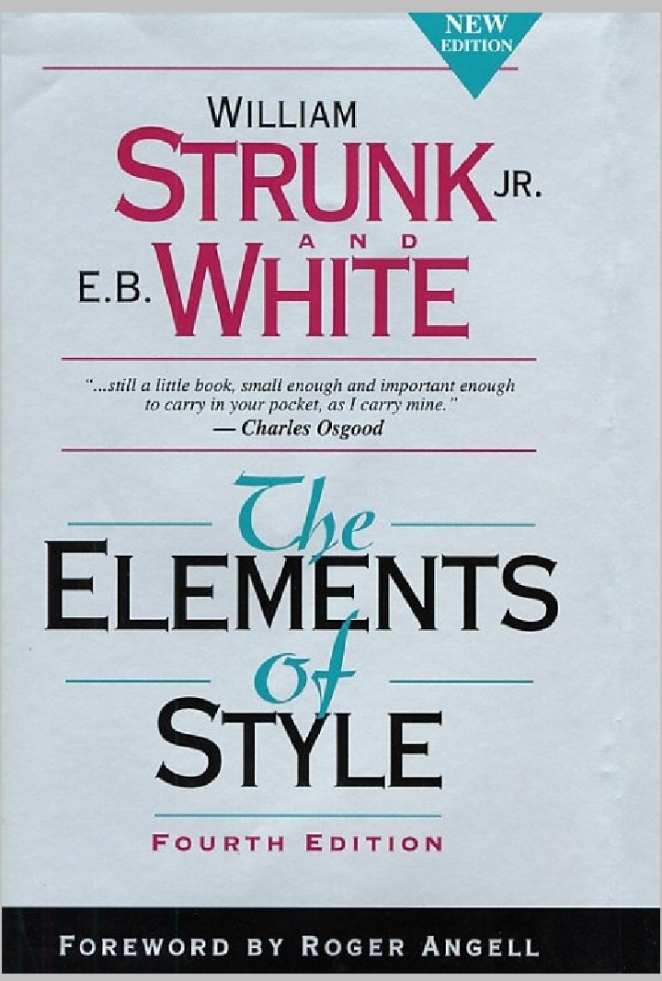 NEW
EDITION
WILLIAM
STRUNK JR.
AND
E.B. WHITE
“...still a little book, small enough and important enough
to carry in your pocket, as I carry mine.”
— Charles Osgood
The
ELEMENTS
of
STYLE
FOURTH EDITION
FOREWORD BY ROGER ANGELL